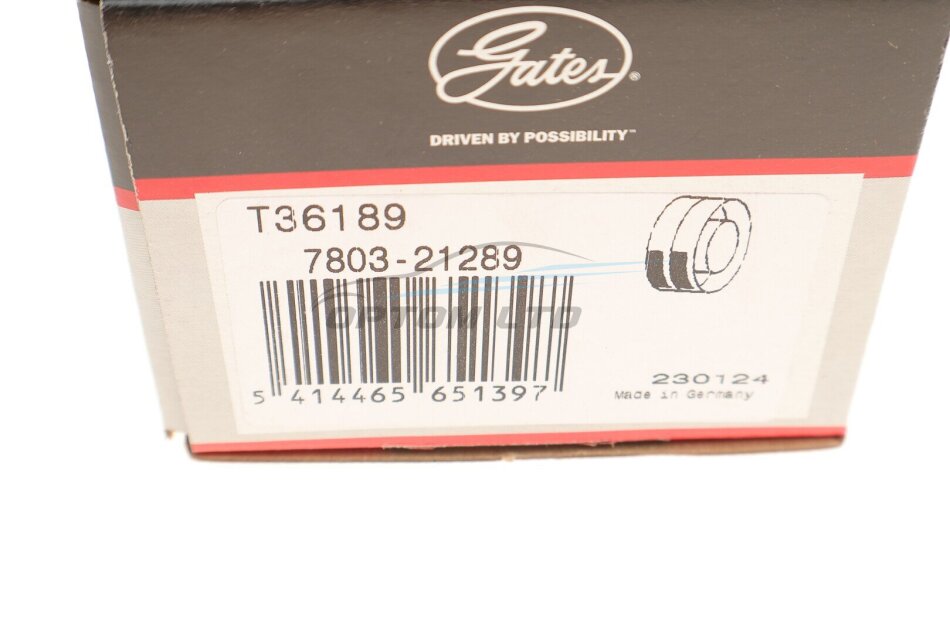 Gates®
DRIVEN BY POSSIBILITY™
T36189
7803-21289
OPTOM LTD
5 414465 651397
230124
Made in Germany